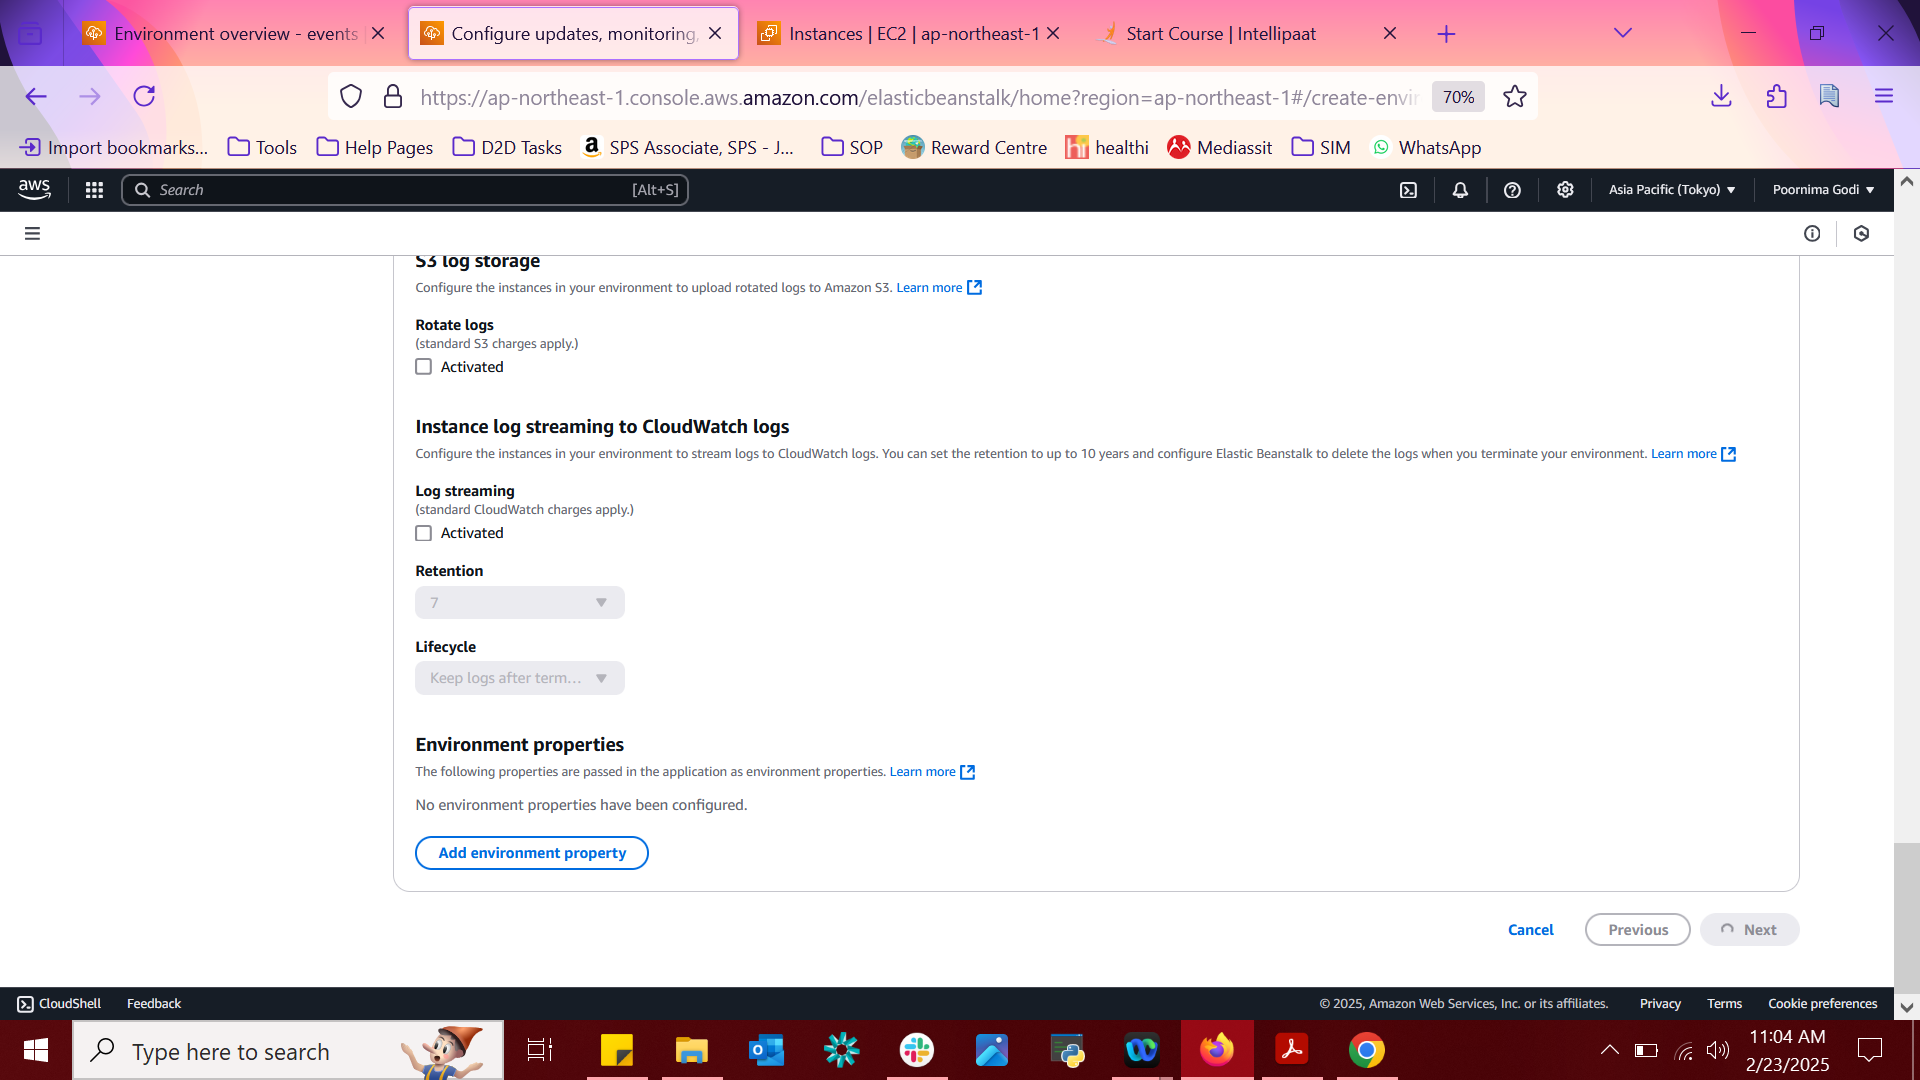 Environment overview - events
Configure updates, monitoring,
Instances | EC2 | ap-northeast-1
Start Course | Intellipaat
https://ap-northeast-1.console.aws.amazon.com/elasticbeanstalk/home?region=ap-northeast-1#/create-envir
70%
Import bookmarks...
Tools
Help Pages
D2D Tasks
SPS Associate, SPS - J...
SOP
Reward Centre
healthi
Mediassit
SIM
WhatsApp
aws
Search
[Alt+S]
Asia Pacific (Tokyo)
Poornima Godi
S3 log storage
Configure the instances in your environment to upload rotated logs to Amazon S3. Learn more
Rotate logs
(standard S3 charges apply.)
Activated
Instance log streaming to CloudWatch logs
Configure the instances in your environment to stream logs to CloudWatch logs. You can set the retention to up to 10 years and configure Elastic Beanstalk to delete the logs when you terminate your environment. Learn more
Log streaming
(standard CloudWatch charges apply.)
Activated
Retention
7
Lifecycle
Keep logs after term...
Environment properties
The following properties are passed in the application as environment properties. Learn more
No environment properties have been configured.
Add environment property
Cancel
Previous
Next
CloudShell
Feedback
© 2025, Amazon Web Services, Inc. or its affiliates.
Privacy
Terms
Cookie preferences
Type here to search
11:04 AM
2/23/2025